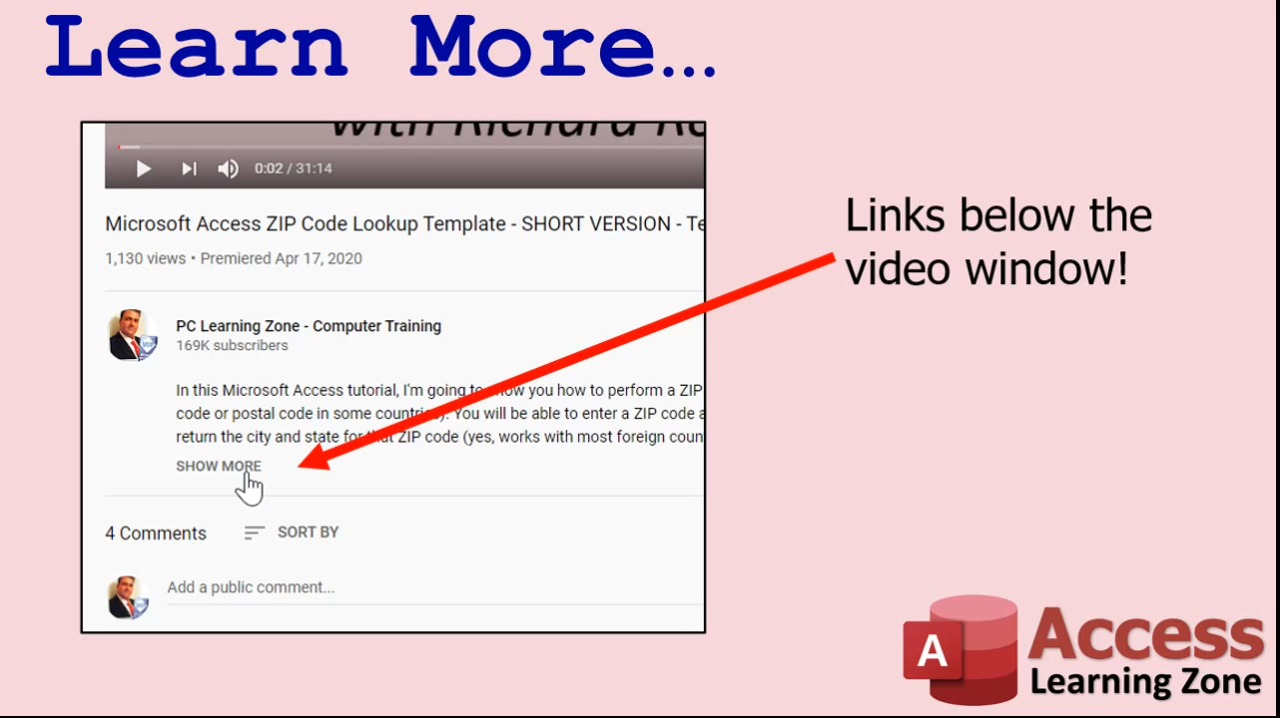 Learn More...
with Richard
0:02 / 31:14
Microsoft Access ZIP Code Lookup Template - SHORT VERSION -
1,130 views • Premiered Apr 17, 2020
PC Learning Zone - Computer Training
169K subscribers
In this Microsoft Access tutorial, I'm going to show you how to perform a ZIP
code or postal code in some countries). You will be able to enter a ZIP code
return the city and state for that ZIP code (yes, works with most foreign
SHOW MORE
4 Comments
SORT BY
Add a public comment...
Links below the
video window!
A
Access
Learning Zone